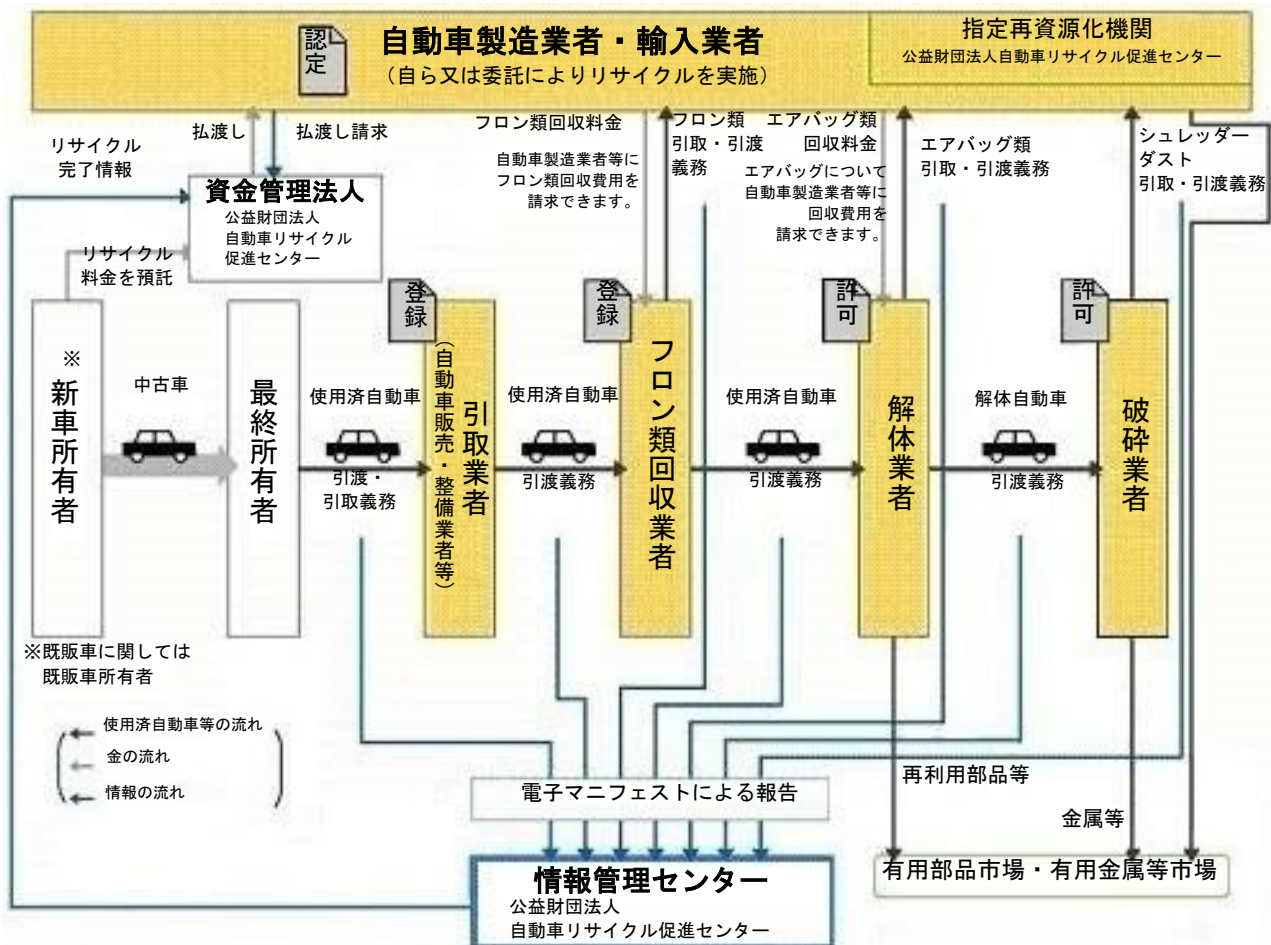 認定
自動車製造業者・輸入業者
（自ら又は委託によりリサイクルを実施）
指定再資源化機関
公益財団法人自動車リサイクル促進センター
リサイクル
完了情報
払渡し
払渡し請求
フロン類回収料金
自動車製造業者等に
フロン類回収費用を
請求できます。
フロン類
引取・引渡
義務
エアバッグ類
回収料金
エアバッグについて
自動車製造業者等に
回収費用を
請求できます。
エアバッグ類
引取・引渡義務
シュレッダー
ダスト
引取・引渡義務
資金管理法人
公益財団法人
自動車リサイクル
促進センター
リサイクル
料金を預託
登録
登録
許可
許可
※
新車所有者
中古車
最終所有者
使用済自動車
引渡・
引取義務
引取業者
（自動車販売・整備業者等）
使用済自動車
引渡義務
フロン類回収業者
使用済自動車
引渡義務
解体業者
解体自動車
引渡義務
破砕業者
※既販車に関しては
既販車所有者
使用済自動車等の流れ
金の流れ
情報の流れ
電子マニフェストによる報告
再利用部品等
金属等
有用部品市場・有用金属等市場
情報管理センター
公益財団法人
自動車リサイクル促進センター